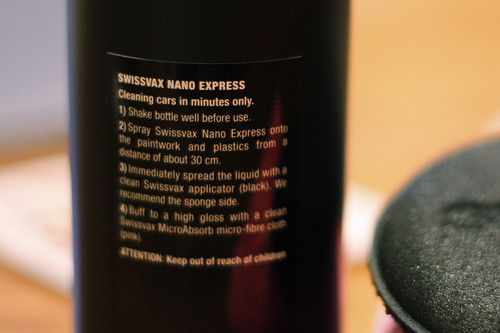 SWISSVAX NANO EXPRESS
Cleaning cars in minutes only.
1) Shake bottle well before use.
2) Spray Swissvax Nano Express onto
the paintwork and plastics from a
distance of about 30 cm.
3) Immediately spread the liquid with a
clean Swissvax applicator (black). We
recommend the sponge side.
4) Buff to a high gloss with a clean
Swissvax MicroAbsorb micro-fibre cloth
(pink).
ATTENTION: Keep out of reach of children